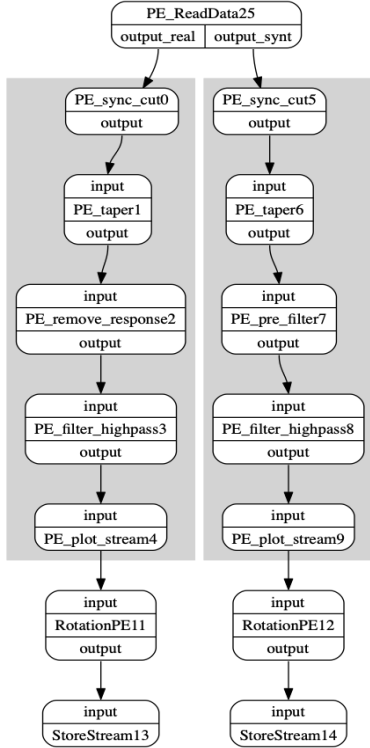 PE_ReadData25
output_real output_synt
PE_sync_cut0
output
input
PE_taper1
output
input
PE_remove_response2
output
input
PE_filter_highpass3
output
input
PE_plot_stream4
input
RotationPE11
output
input
StoreStream13
PE_sync_cut5
output
input
PE_taper6
output
input
PE_pre_filter7
output
input
PE_filter_highpass8
output
input
PE_plot_stream9
input
RotationPE12
output
input
StoreStream14